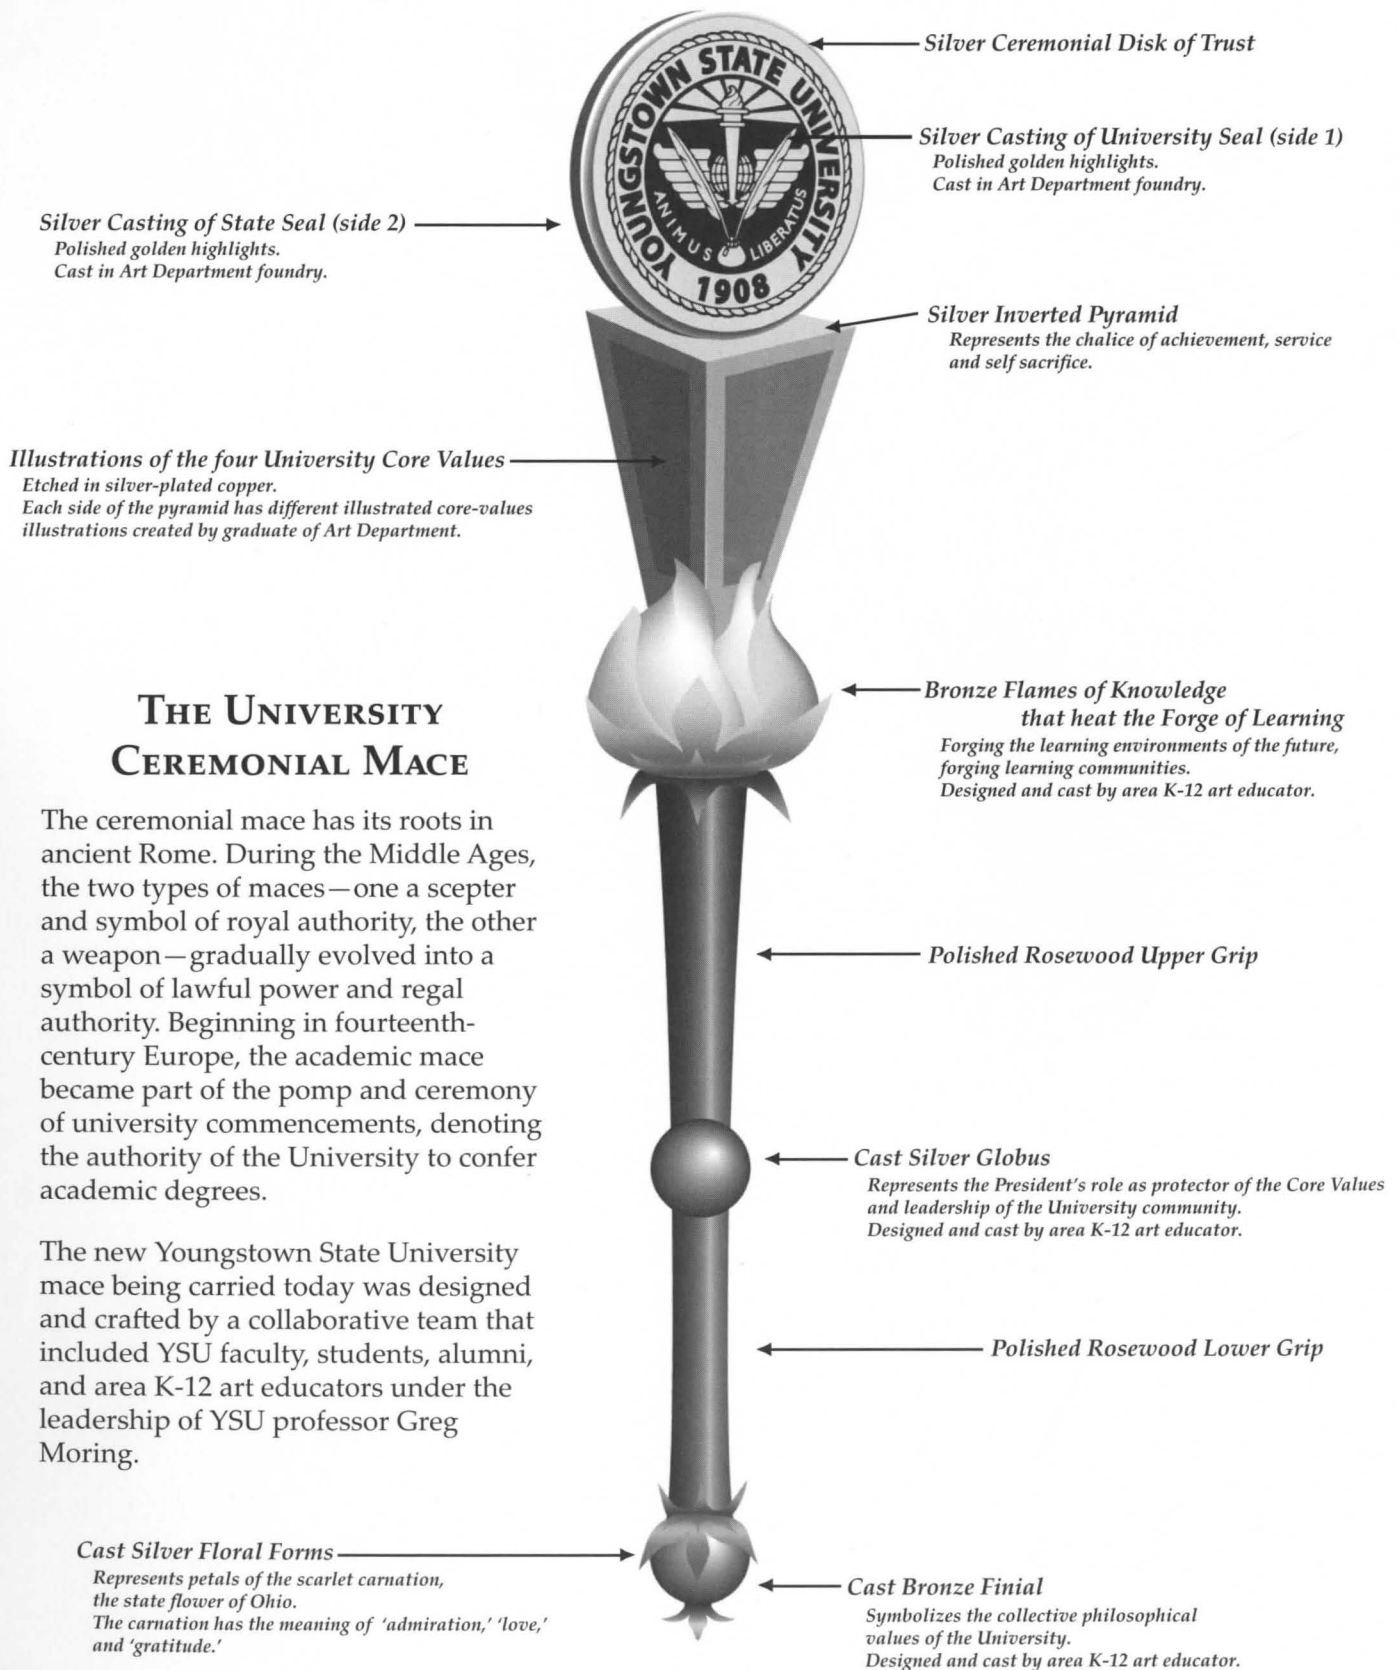 Silver Ceremonial Disk of Trust
YOUNGSTOWN STATE UNIVERSITY
ANIMUS LIBERATUS
1908
Silver Casting of University Seal (side 1)
Polished golden highlights.
Cast in Art Department foundry.
Silver Casting of State Seal (side 2)
Polished golden highlights.
Cast in Art Department foundry.
Silver Inverted Pyramid
Represents the chalice of achievement, service
and self sacrifice.
Illustrations of the four University Core Values
Etched in silver-plated copper.
Each side of the pyramid has different illustrated core-values
illustrations created by graduate of Art Department.
Bronze Flames of Knowledge
that heat the Forge of Learning
Forging the learning environments of the future,
forging learning communities.
Designed and cast by area K-12 art educator.
THE UNIVERSITY
CEREMONIAL MACE
The ceremonial mace has its roots in
ancient Rome. During the Middle Ages,
the two types of maces—one a scepter
and symbol of royal authority, the other
a weapon—gradually evolved into a
symbol of lawful power and regal
authority. Beginning in fourteenth-
century Europe, the academic mace
became part of the pomp and ceremony
of university commencements, denoting
the authority of the University to confer
academic degrees.
The new Youngstown State University
mace being carried today was designed
and crafted by a collaborative team that
included YSU faculty, students, alumni,
and area K-12 art educators under the
leadership of YSU professor Greg
Moring.
Polished Rosewood Upper Grip
Cast Silver Globus
Represents the President's role as protector of the Core Values
and leadership of the University community.
Designed and cast by area K-12 art educator.
Polished Rosewood Lower Grip
Cast Silver Floral Forms
Represents petals of the scarlet carnation,
the state flower of Ohio.
The carnation has the meaning of 'admiration,' 'love,'
and 'gratitude.'
Cast Bronze Finial
Symbolizes the collective philosophical
values of the University.
Designed and cast by area K-12 art educator.